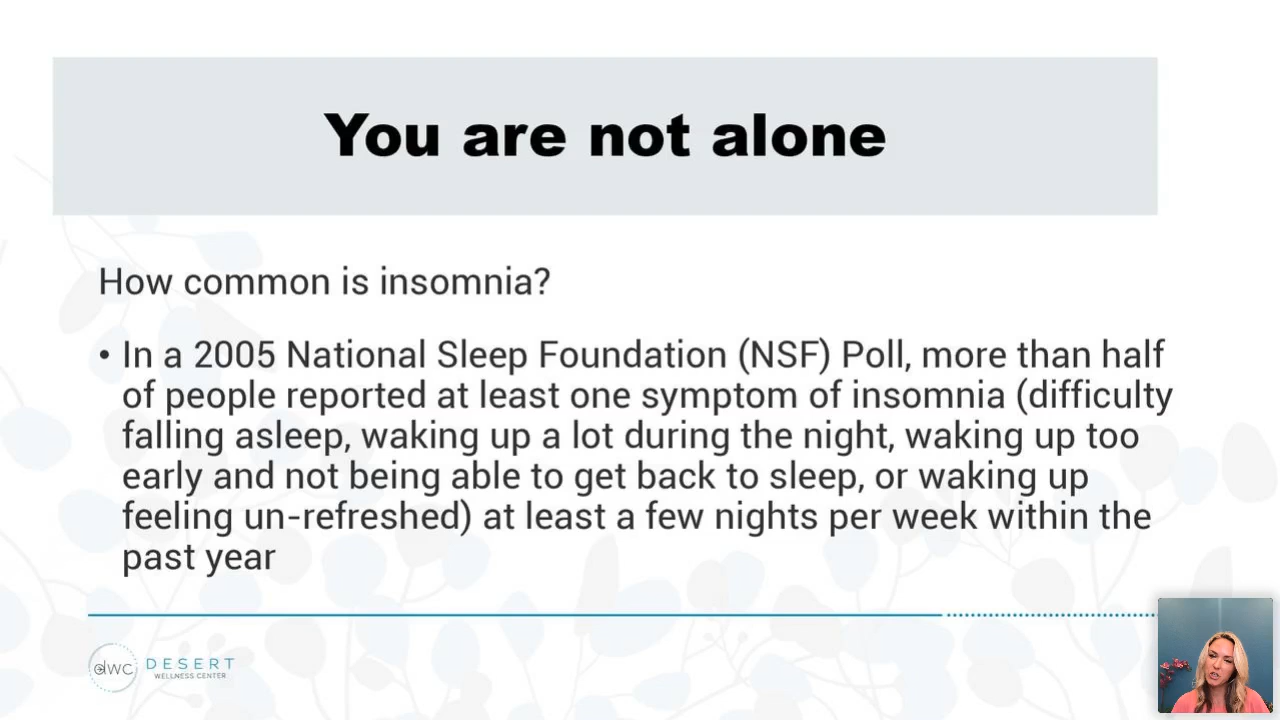 You are not alone
How common is insomnia?
• In a 2005 National Sleep Foundation (NSF) Poll, more than half
of people reported at least one symptom of insomnia (difficulty
falling asleep, waking up a lot during the night, waking up too
early and not being able to get back to sleep, or waking up
feeling un-refreshed) at least a few nights per week within the
past year
dwc DESERT
WELLNESS CENTER